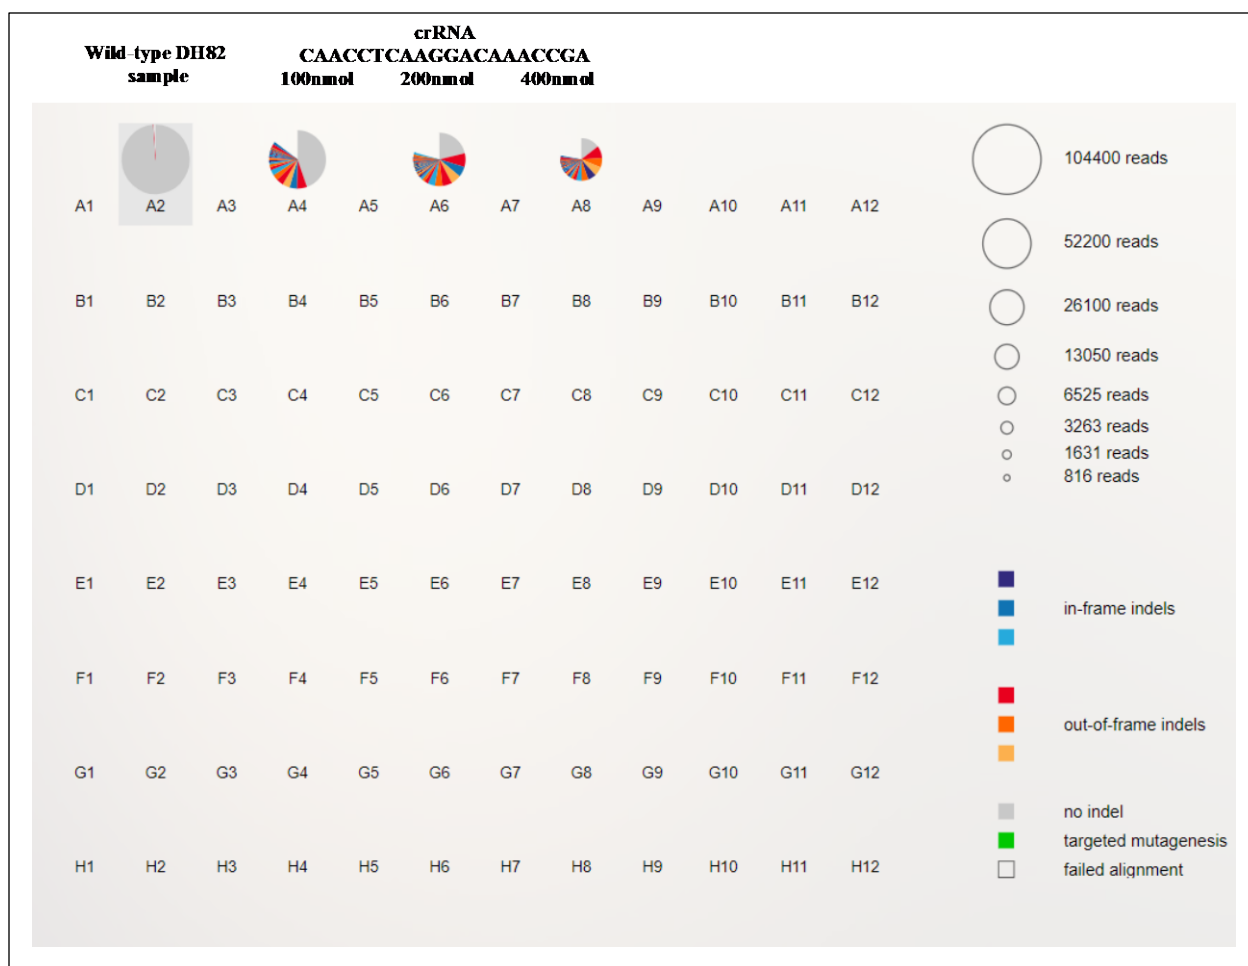 crRNA
Wild-type DH82 CAACCTCAAGGACAAACCGA
sample 100nmol 200nmol 400nmol
104400 reads
A1 A2 A3 A4 A5 A6 A7 A8 A9 A10 A11 A12
52200 reads
B1 B2 B3 B4 B5 B6 B7 B8 B9 B10 B11 B12 26100 reads
13050 reads
C1 C2 C3 C4 C5 C6 C7 C8 C9 C10 C11 C12 6525 reads
3263 reads
1631 reads
816 reads
D1 D2 D3 D4 D5 D6 D7 D8 D9 D10 D11 D12
E1 E2 E3 E4 E5 E6 E7 E8 E9 E10 E11 E12
in-frame indels
F1 F2 F3 F4 F5 F6 F7 F8 F9 F10 F11 F12
out-of-frame indels
G1 G2 G3 G4 G5 G6 G7 G8 G9 G10 G11 G12
no indel
targeted mutagenesis
H1 H2 H3 H4 H5 H6 H7 H8 H9 H10 H11 H12 failed alignment